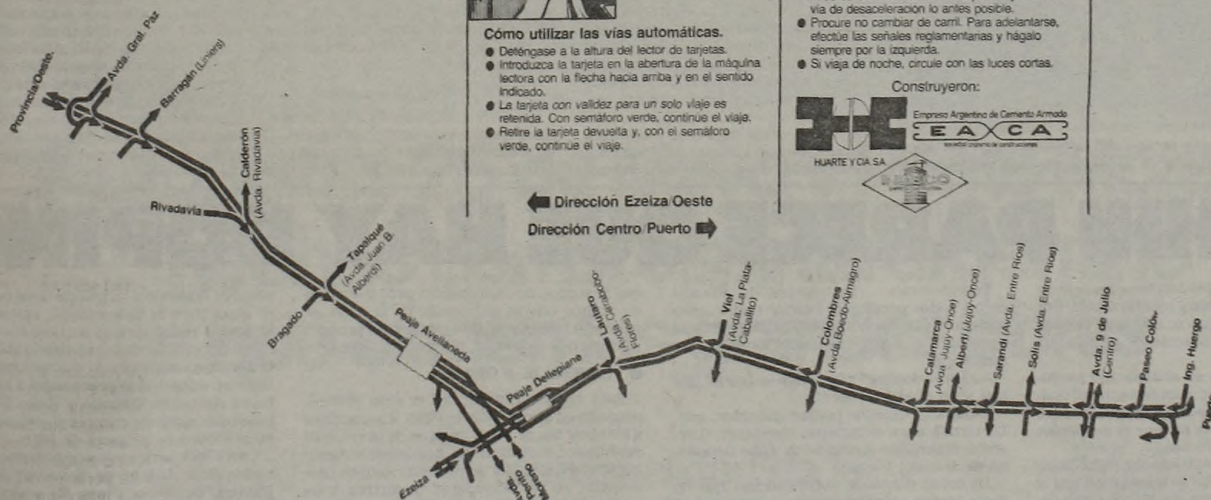 Cómo utilizar las vías automáticas.
● Deténgase a la altura del lector de tarjetas.
● Introduzca la tarjeta en la abertura de la máquina
lectora con la flecha hacia arriba y en el sentido
indicado.
● La tarjeta con validez para un solo viaje es
retenida. Con semáforo verde, continúe el viaje.
● Retire la tarjeta devuelta y, con el semáforo
verde, continúe el viaje.
vía de desaceleración lo antes posible.
● Procure no cambiar de carril. Para adelantarse,
efectúe las señales reglamentarias y hágalo
siempre por la izquierda.
● Si viaja de noche, circule con las luces cortas.
Construyeron:
HUARTE Y CIA. S.A.
Empresa Argentina de Cemento Armado
EACA
Dirección Ezeiza/Oeste
Dirección Centro/Puerto
Provincia/Oeste.
Avda. Gral. Paz
Barragán (Liniers)
Calderón
(Avda. Rivadavia)
Rivadavia
Tapalqué
(Avda. Juan B.
Alberdi)
Bragado
Peaje Avellaneda
Peaje Dellepiane
Ezeiza
Avda.
Perito
Moreno
Lautaro
(Avda. Carabobo-
Flores)
Viel
(Avda. La Plata-
Caballito)
Colombres
(Avda. Boedo-Almagro)
Catamarca
(Avda. Jujuy-Once)
Alberti (Jujuy-Once)
Sarandí (Avda. Entre Ríos)
Solís (Avda. Entre Ríos)
Avda. 9 de Julio
(Centro)
Paseo Colón
Ing. Huergo